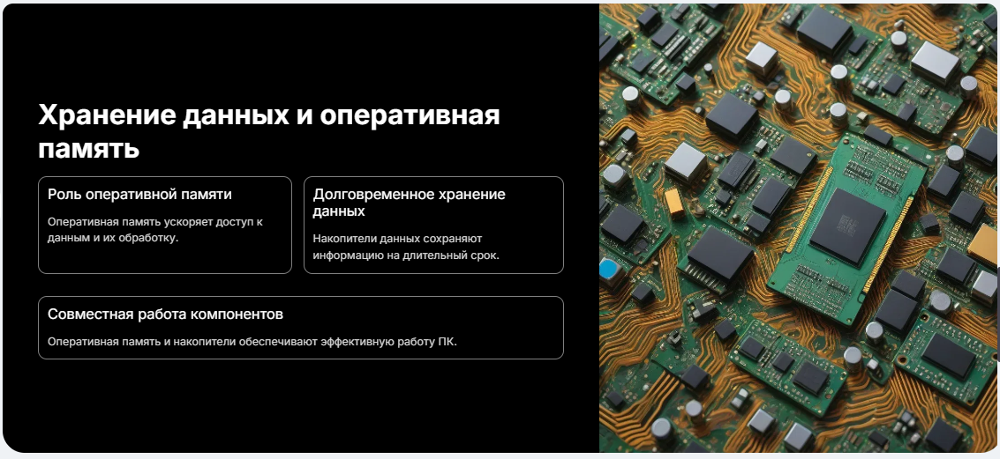 Хранение данных и оперативная
память
Роль оперативной памяти
Оперативная память ускоряет доступ к
данным и их обработку.
Долговременное хранение
данных
Накопители данных сохраняют
информацию на длительный срок.
Совместная работа компонентов
Оперативная память и накопители обеспечивают эффективную работу ПК.